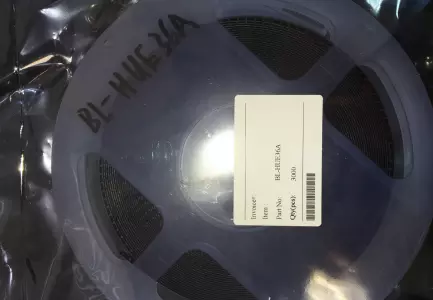 BL-HUE36A
Invoice#:
Item:
Part No. BL-HUE36A
Qty(pcs): 3000